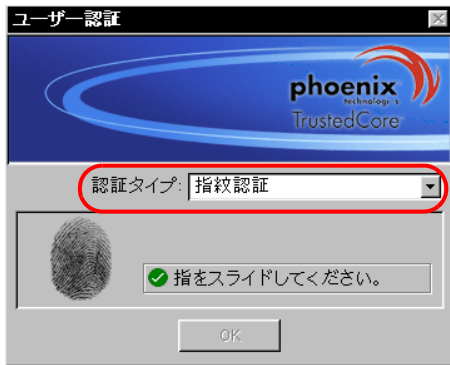 ユーザー認証
phoenix
technologies
TrustedCore
認証タイプ: 指紋認証
指をスライドしてください。
OK